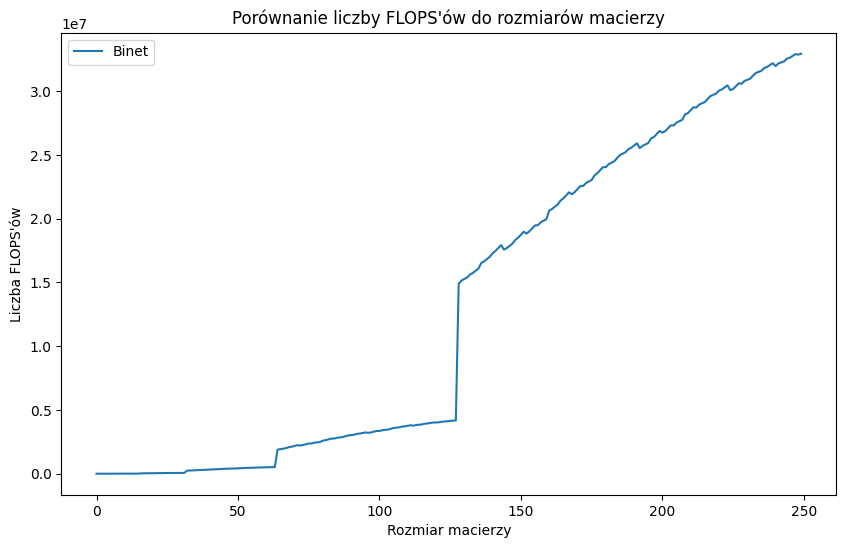 Porównanie liczby FLOPS'ów do rozmiarów macierzy
1e7
Binet
3.0
2.5
2.0
1.5
1.0
0.5
0.0
Liczba FLOPS'ów
0 50 100 150 200 250
Rozmiar macierzy